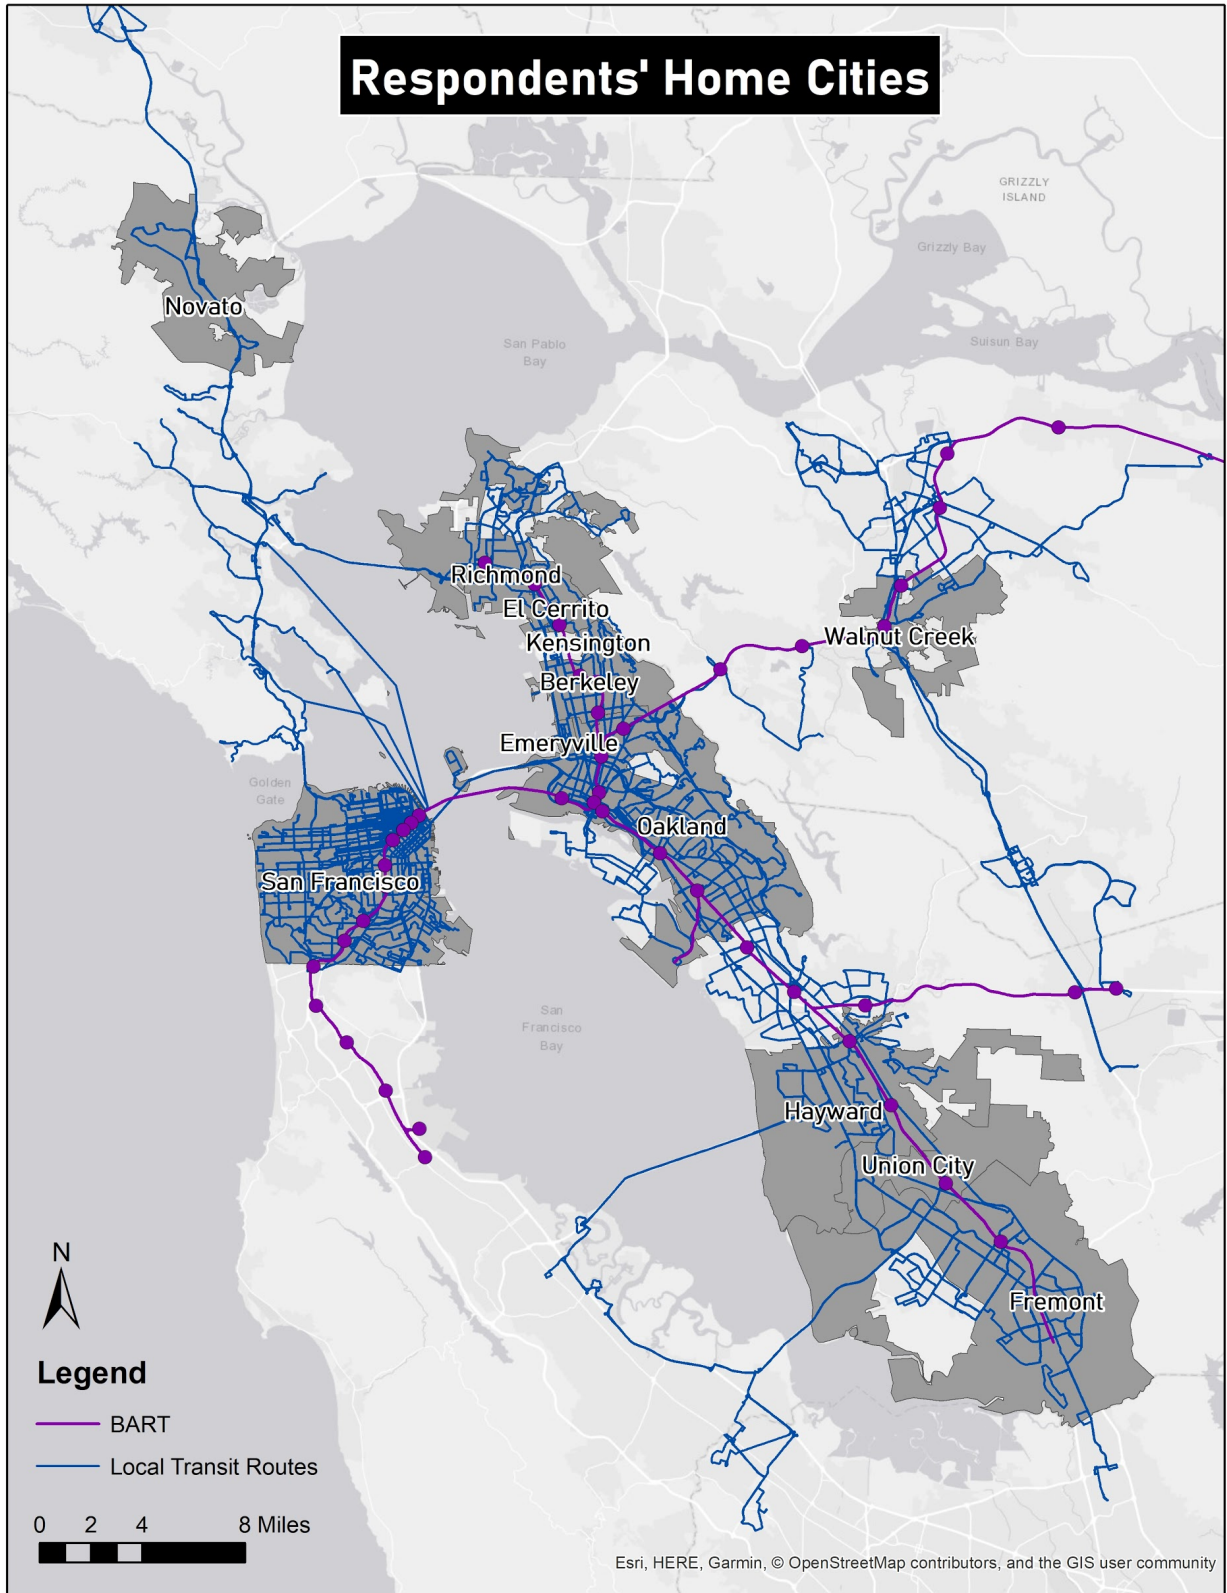 Respondents' Home Cities
GRIZZLY
ISLAND
Grizzly Bay
Novato
San Pablo
Bay
Suisun Bay
Richmond
El Cerrito
Kensington
Walnut Creek
Berkeley
Emeryville
Golden
Gate
Oakland
San Francisco
San
Francisco
Bay
Hayward
Union City
Fremont
N
Legend
BART
Local Transit Routes
0 2 4 8 Miles
Esri, HERE, Garmin, © OpenStreetMap contributors, and the GIS user community